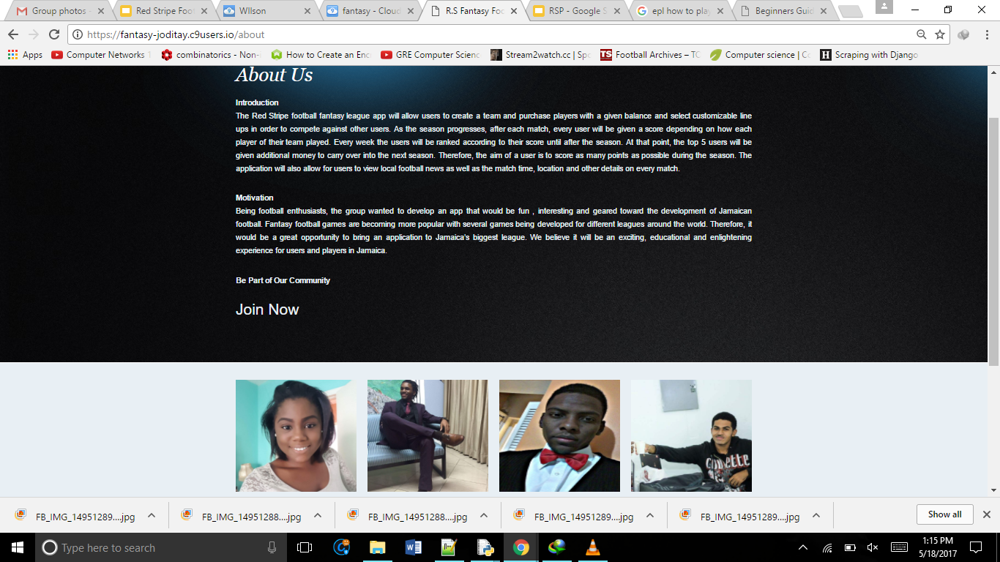 Group photos -
Red Stripe Foot
WIlson
fantasy - Cloud
R.S Fantasy Foo
RSP - Google S
epl how to play
Beginners Guid
https://fantasy-joditay.c9users.io/about
Apps
Computer Networks
combinatorics - Non-
How to Create an Enc
GRE Computer Scienc
Stream2watch.cc | Spo
TS
Football Archives – TC
Computer science | C
H
Scraping with Django
About Us
Introduction
The Red Stripe football fantasy league app will allow users to create a team and purchase players with a given balance and select customizable line
ups in order to compete against other users. As the season progresses, after each match, every user will be given a score depending on how each
player of their team played. Every week the users will be ranked according to their score until after the season. At that point, the top 5 users will be
given additional money to carry over into the next season. Therefore, the aim of a user is to score as many points as possible during the season. The
application will also allow for users to view local football news as well as the match time, location and other details on every match.
Motivation
Being football enthusiasts, the group wanted to develop an app that would be fun , interesting and geared toward the development of Jamaican
football. Fantasy football games are becoming more popular with several games being developed for different leagues around the world. Therefore, it
would be a great opportunity to bring an application to Jamaica's biggest league. We believe it will be an exciting, educational and enlightening
experience for users and players in Jamaica.
Be Part of Our Community
Join Now
FB_IMG_14951289....jpg
FB_IMG_14951288....jpg
FB_IMG_14951288....jpg
FB_IMG_14951289....jpg
FB_IMG_14951289....jpg
Show all
Type here to search
1:15 PM
5/18/2017